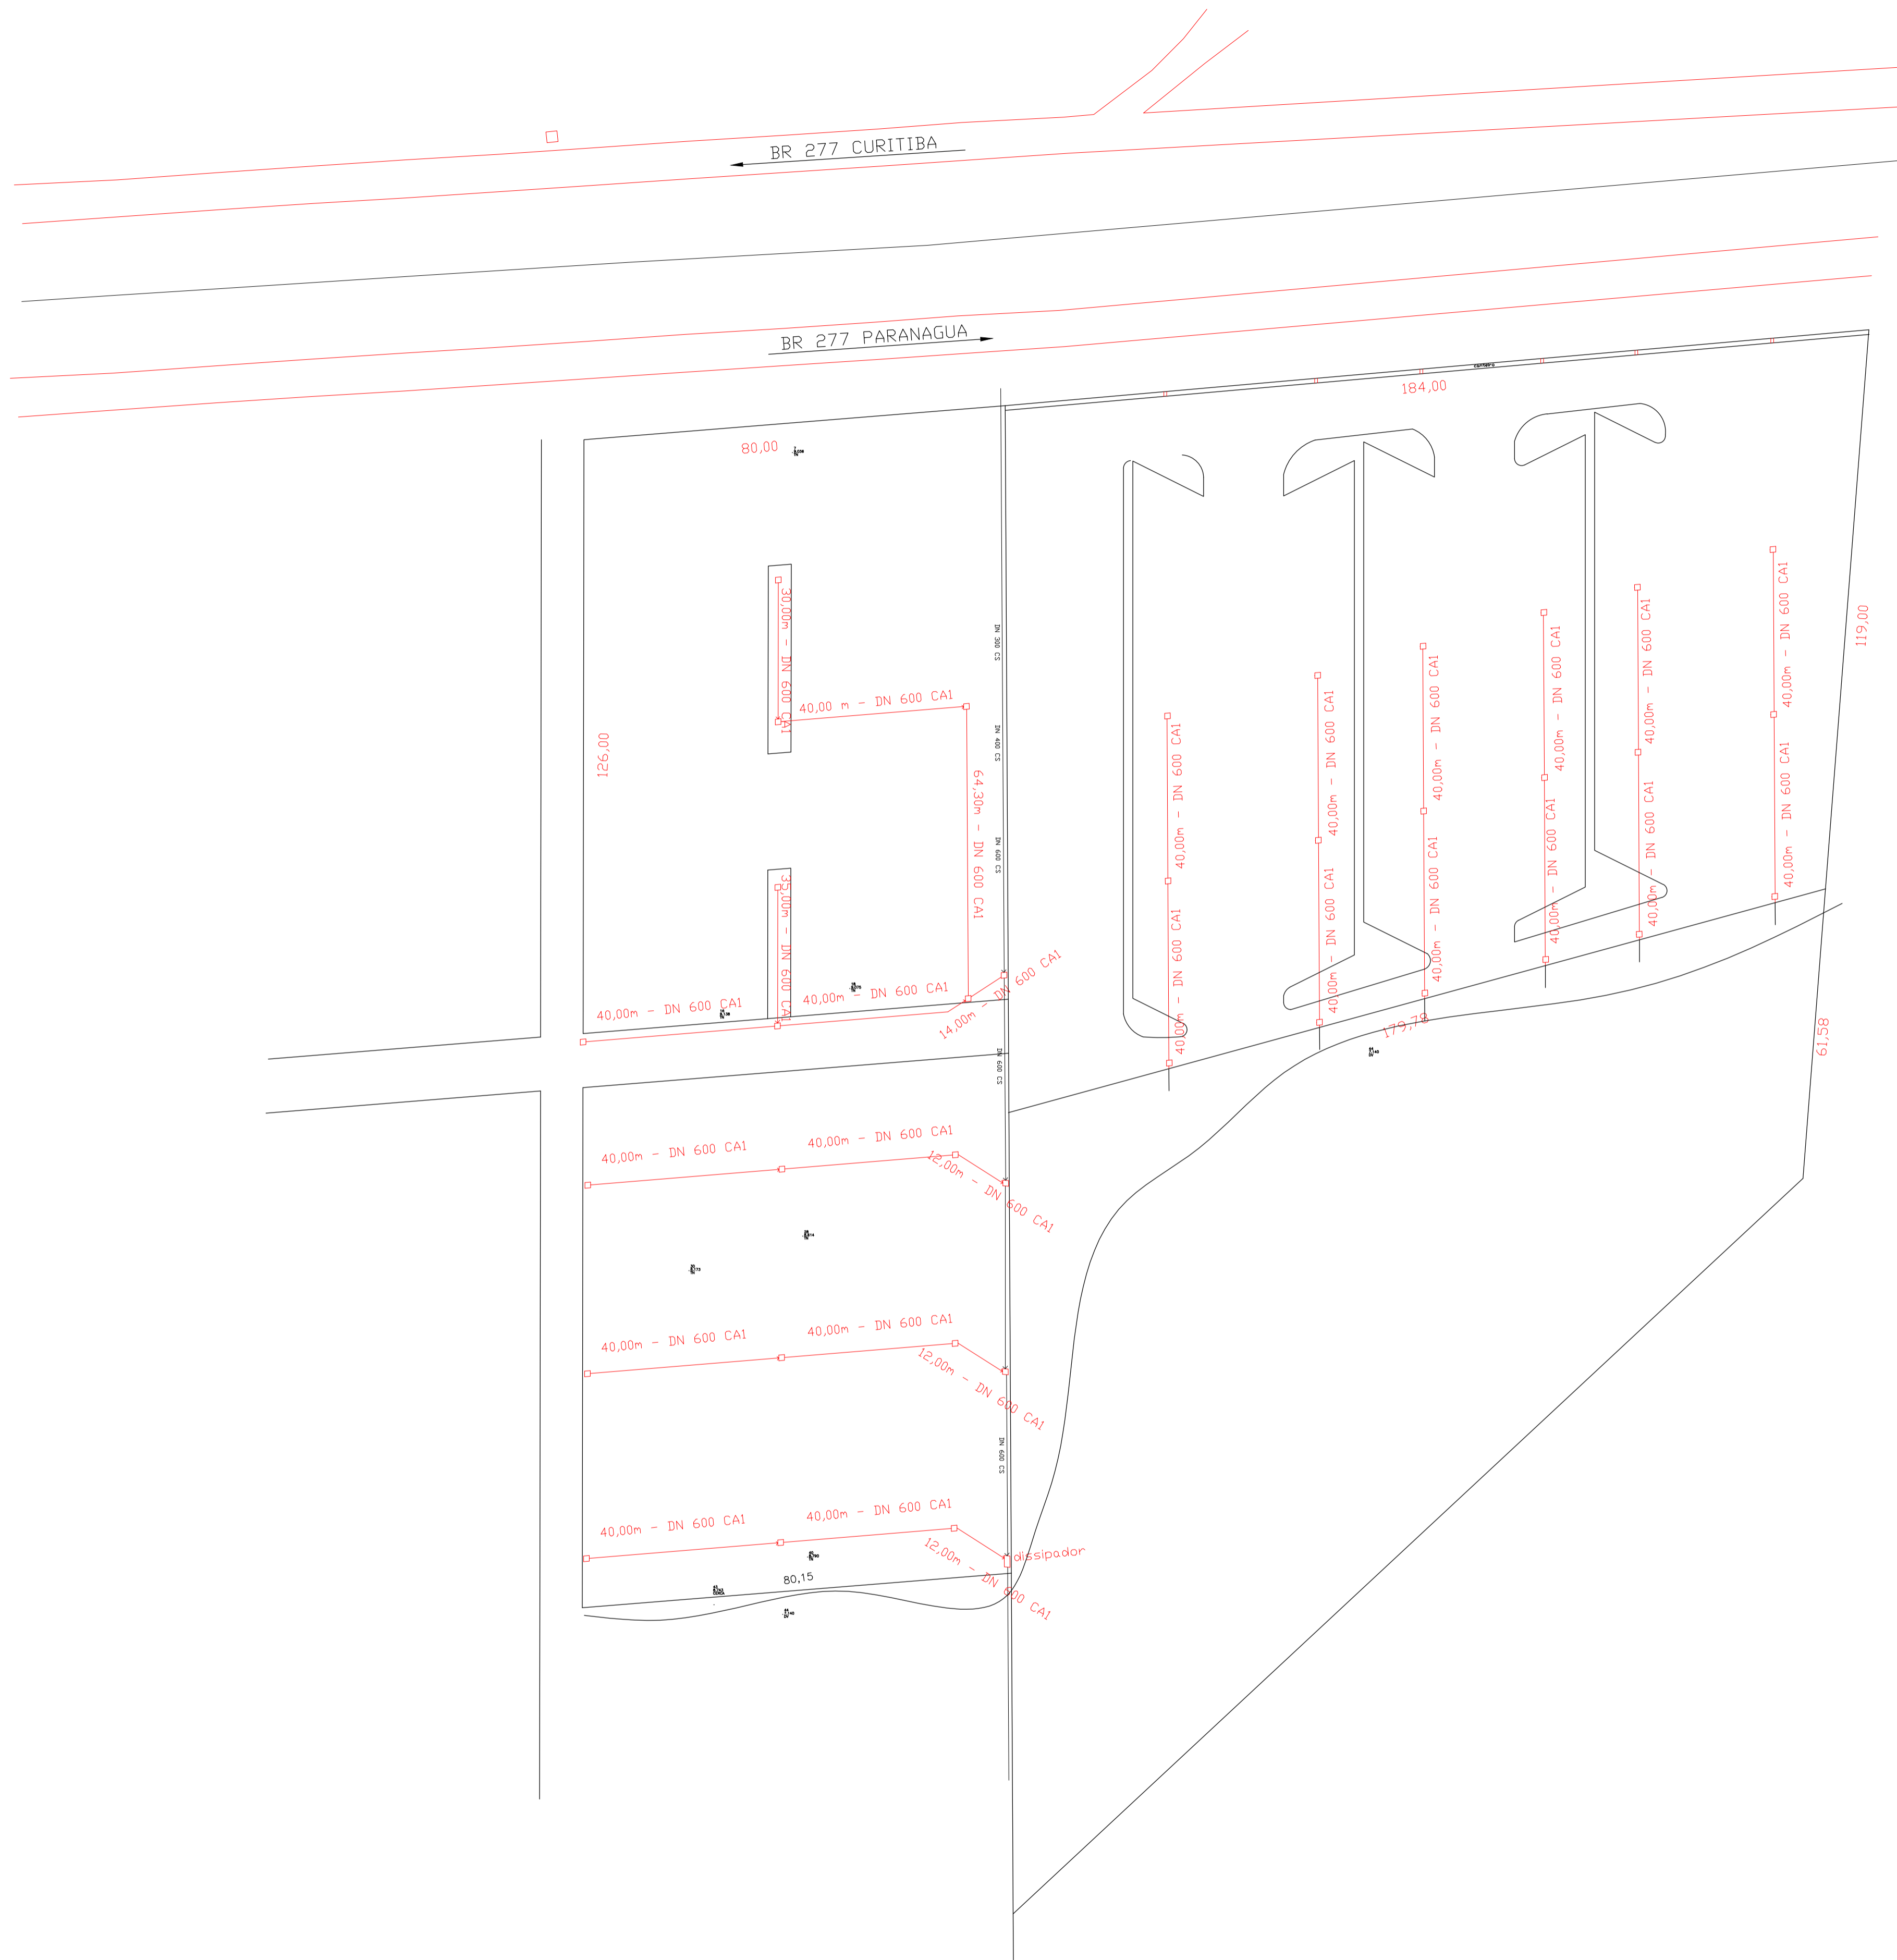 BR 277 CURITIBA
BR 277 PARANAGUA
canteiro
184,00
80,00
30,00m - DN 600 CA1
40,00 m - DN 600 CA1
126,00
64,30m - DN 600 CA1
35,00m - DN 600 CA1
40,00m - DN 600 CA1
40,00m - DN 600 CA1
14,00m - DN 600 CA1
DN 300 CS
DN 400 CS
DN 600 CS
DN 600 CS
DN 600 CS
40,00m - DN 600 CA1
40,00m - DN 600 CA1
40,00m - DN 600 CA1
40,00m - DN 600 CA1
40,00m - DN 600 CA1
40,00m - DN 600 CA1
40,00m - DN 600 CA1
40,00m - DN 600 CA1
40,00m - DN 600 CA1
40,00m - DN 600 CA1
40,00m - DN 600 CA1
40,00m - DN 600 CA1
119,00
179,78
61,58
40,00m - DN 600 CA1
40,00m - DN 600 CA1
12,00m - DN 600 CA1
40,00m - DN 600 CA1
40,00m - DN 600 CA1
12,00m - DN 600 CA1
40,00m - DN 600 CA1
40,00m - DN 600 CA1
12,00m - DN 600 CA1
dissipador
80,15